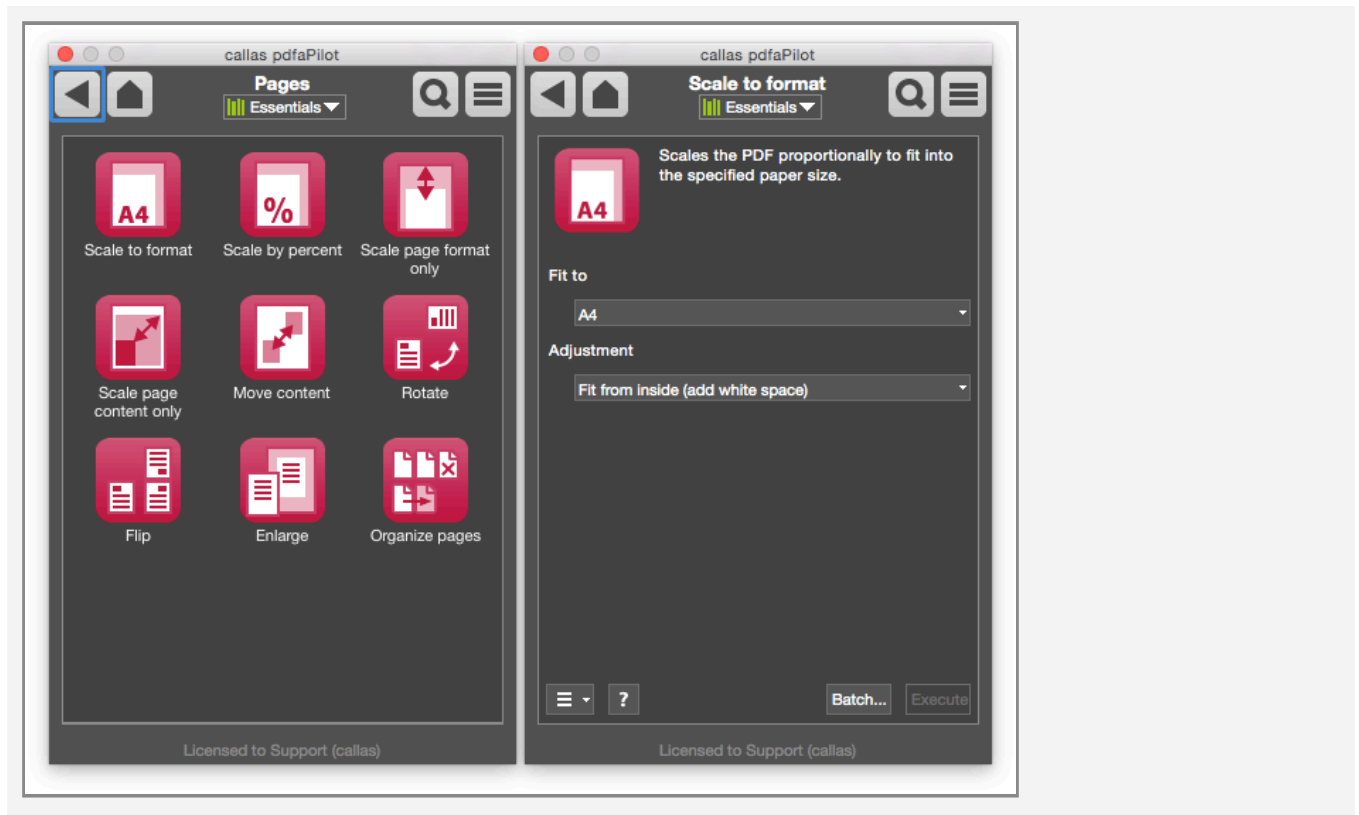 callas pdfaPilot
Pages
Essentials
A4
Scale to format
%
Scale by percent
Scale page format
only
Scale page
content only
Move content
Rotate
Flip
Enlarge
Organize pages
Licensed to Support (callas)
callas pdfaPilot
Scale to format
Essentials
A4
Scales the PDF proportionally to fit into
the specified paper size.
Fit to
A4
Adjustment
Fit from inside (add white space)
?
Batch...
Execute
Licensed to Support (callas)